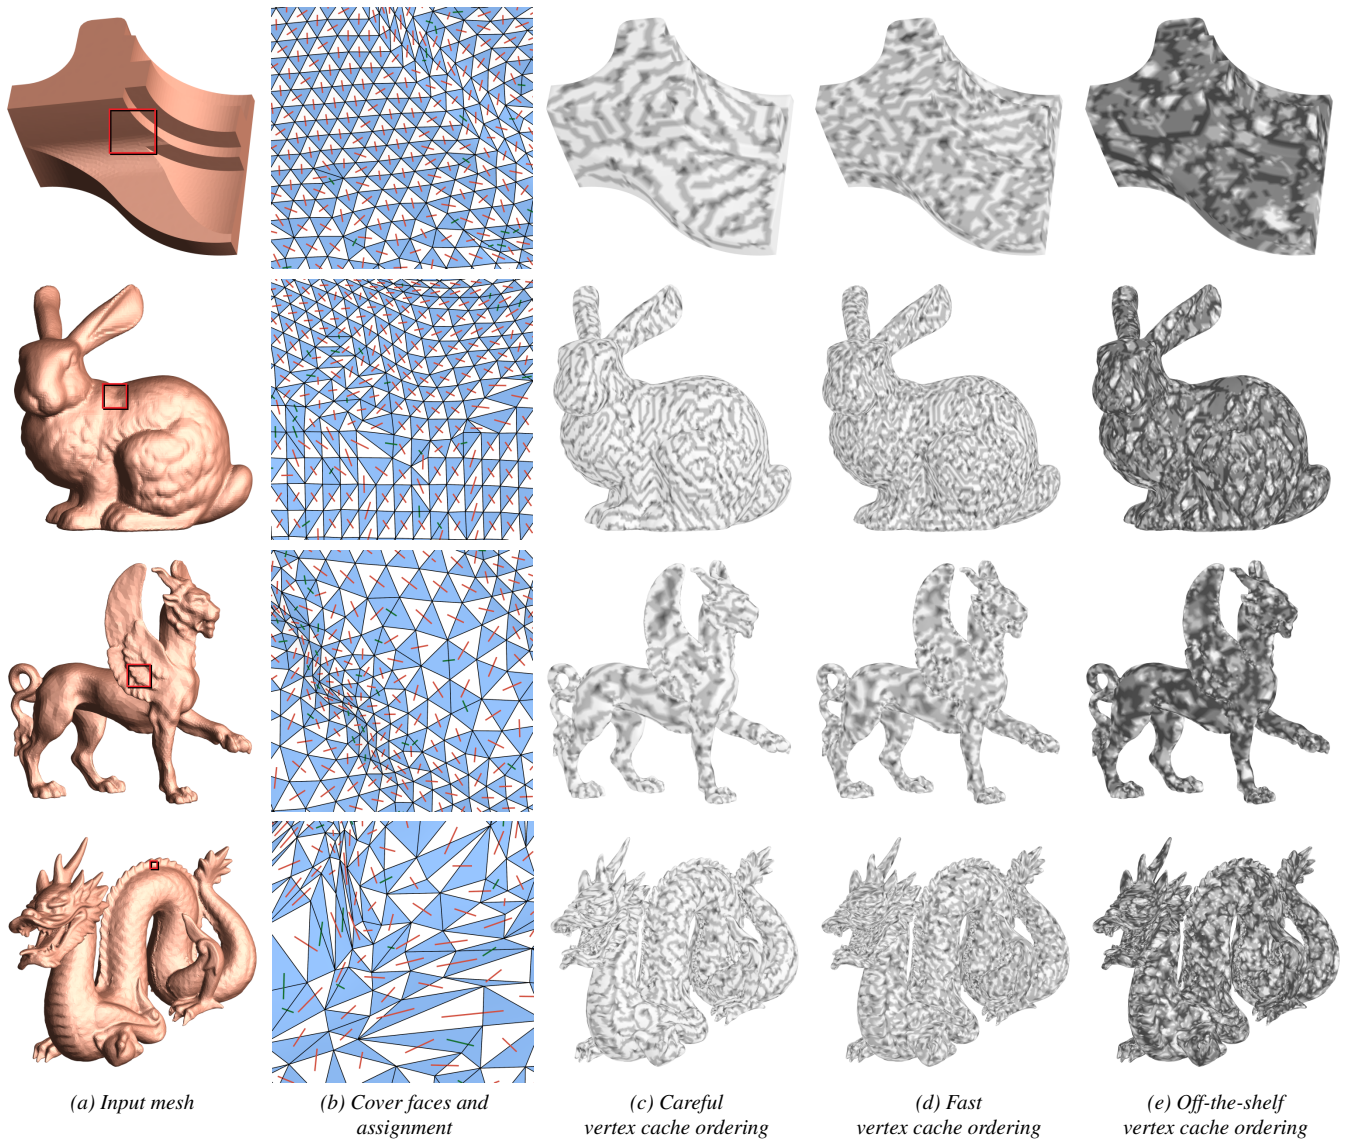 (a) Input mesh
(b) Cover faces and
assignment
(c) Careful
vertex cache ordering
(d) Fast
vertex cache ordering
(e) Off-the-shelf
vertex cache ordering